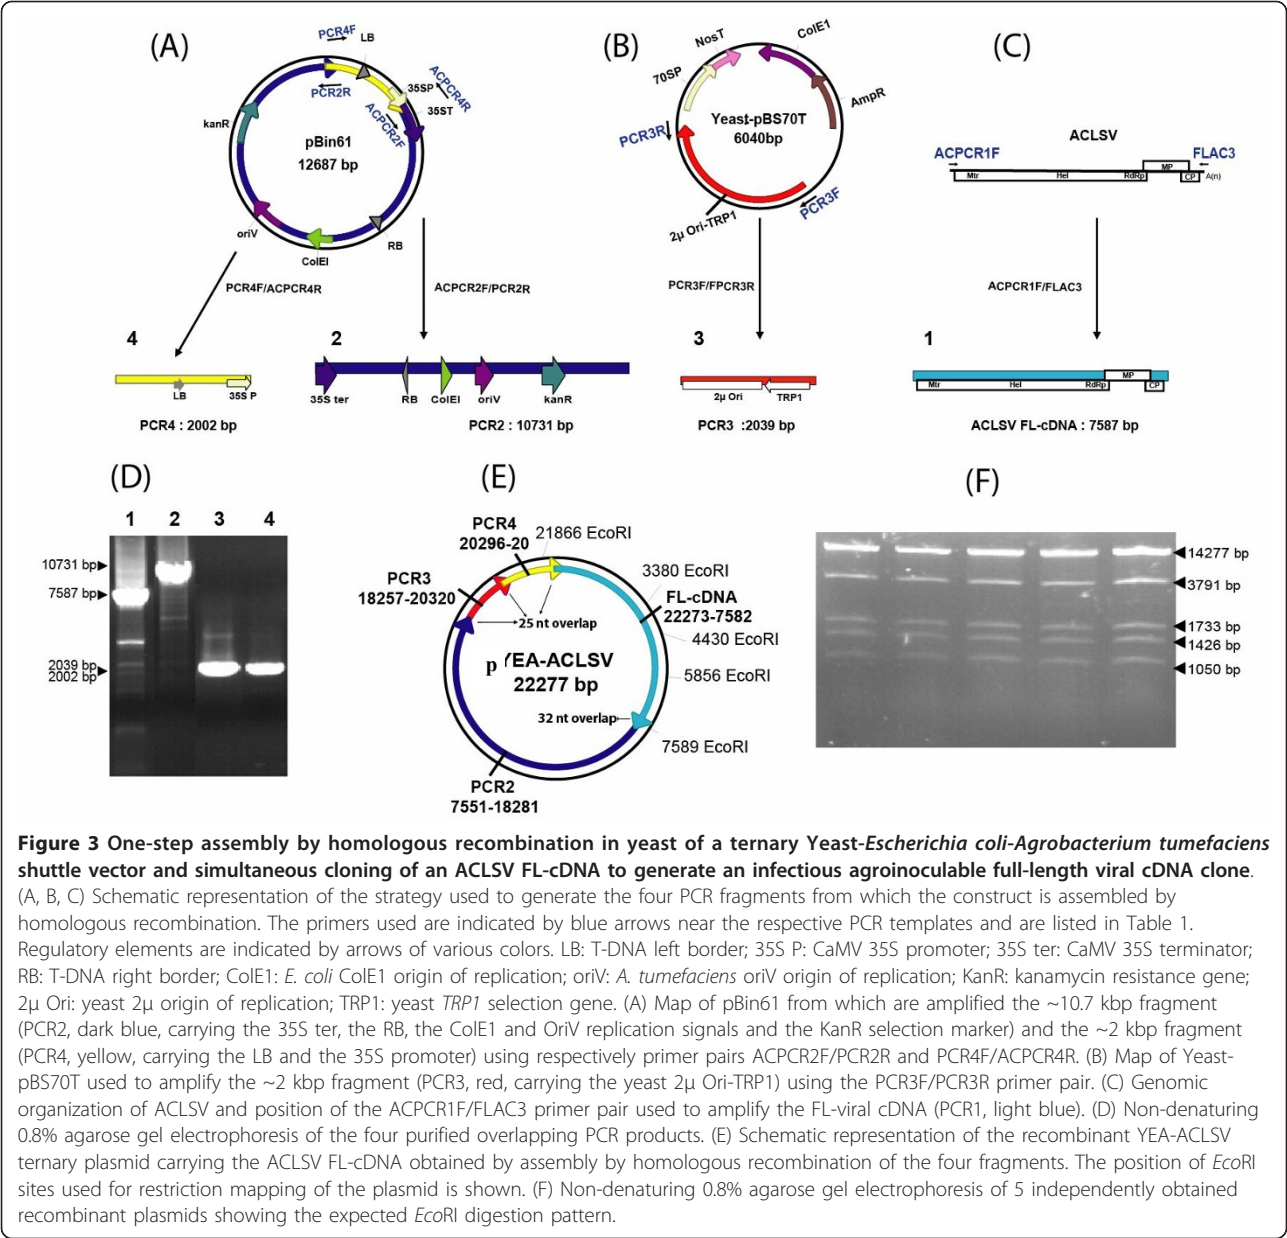 (A)
PCR4F
LB
PCR2R
35SP
ACPCR4R
35ST
ACPCR2F
kanR
pBin61
12687 bp
oriV
ColEI
RB
PCR4F/ACPCR4R
ACPCR2F/PCR2R
4
LB
35S P
PCR4 : 2002 bp
2
35S ter
RB
ColEI
oriV
kanR
PCR2 : 10731 bp
(B)
NosT
ColE1
70SP
AmpR
Yeast-pBS70T
6040bp
PCR3R
PCR3F
2μ Ori-TRP1
PCR3F/FPCR3R
3
2μ Ori
TRP1
PCR3 :2039 bp
(C)
ACLSV
ACPCR1F
FLAC3
Mtr
Hel
RdRp
MP
CP
A(n)
ACPCR1F/FLAC3
1
Mtr
Hel
RdRp
MP
CP
ACLSV FL-cDNA : 7587 bp
(D)
1 2 3 4
10731 bp
7587 bp
2039 bp
2002 bp
(E)
PCR4
20296-20
21866 EcoRI
PCR3
18257-20320
3380 EcoRI
FL-cDNA
22273-7582
25 nt overlap
4430 EcoRI
pYEA-ACLSV
22277 bp
5856 EcoRI
32 nt overlap
7589 EcoRI
PCR2
7551-18281
(F)
14277 bp
3791 bp
1733 bp
1426 bp
1050 bp
Figure 3 One-step assembly by homologous recombination in yeast of a ternary Yeast-Escherichia coli-Agrobacterium tumefaciens
shuttle vector and simultaneous cloning of an ACLSV FL-cDNA to generate an infectious agroinoculable full-length viral cDNA clone.
(A, B, C) Schematic representation of the strategy used to generate the four PCR fragments from which the construct is assembled by
homologous recombination. The primers used are indicated by blue arrows near the respective PCR templates and are listed in Table 1.
Regulatory elements are indicated by arrows of various colors. LB: T-DNA left border; 35S P: CaMV 35S promoter; 35S ter: CaMV 35S terminator;
RB: T-DNA right border; ColE1: E. coli ColE1 origin of replication; oriV: A. tumefaciens oriV origin of replication; KanR: kanamycin resistance gene;
2μ Ori: yeast 2μ origin of replication; TRP1: yeast TRP1 selection gene. (A) Map of pBin61 from which are amplified the ~10.7 kbp fragment
(PCR2, dark blue, carrying the 35S ter, the RB, the ColE1 and OriV replication signals and the KanR selection marker) and the ~2 kbp fragment
(PCR4, yellow, carrying the LB and the 35S promoter) using respectively primer pairs ACPCR2F/PCR2R and PCR4F/ACPCR4R. (B) Map of Yeast-
pBS70T used to amplify the ~2 kbp fragment (PCR3, red, carrying the yeast 2μ Ori-TRP1) using the PCR3F/PCR3R primer pair. (C) Genomic
organization of ACLSV and position of the ACPCR1F/FLAC3 primer pair used to amplify the FL-viral cDNA (PCR1, light blue). (D) Non-denaturing
0.8% agarose gel electrophoresis of the four purified overlapping PCR products. (E) Schematic representation of the recombinant YEA-ACLSV
ternary plasmid carrying the ACLSV FL-cDNA obtained by assembly by homologous recombination of the four fragments. The position of EcoRI
sites used for restriction mapping of the plasmid is shown. (F) Non-denaturing 0.8% agarose gel electrophoresis of 5 independently obtained
recombinant plasmids showing the expected EcoRI digestion pattern.